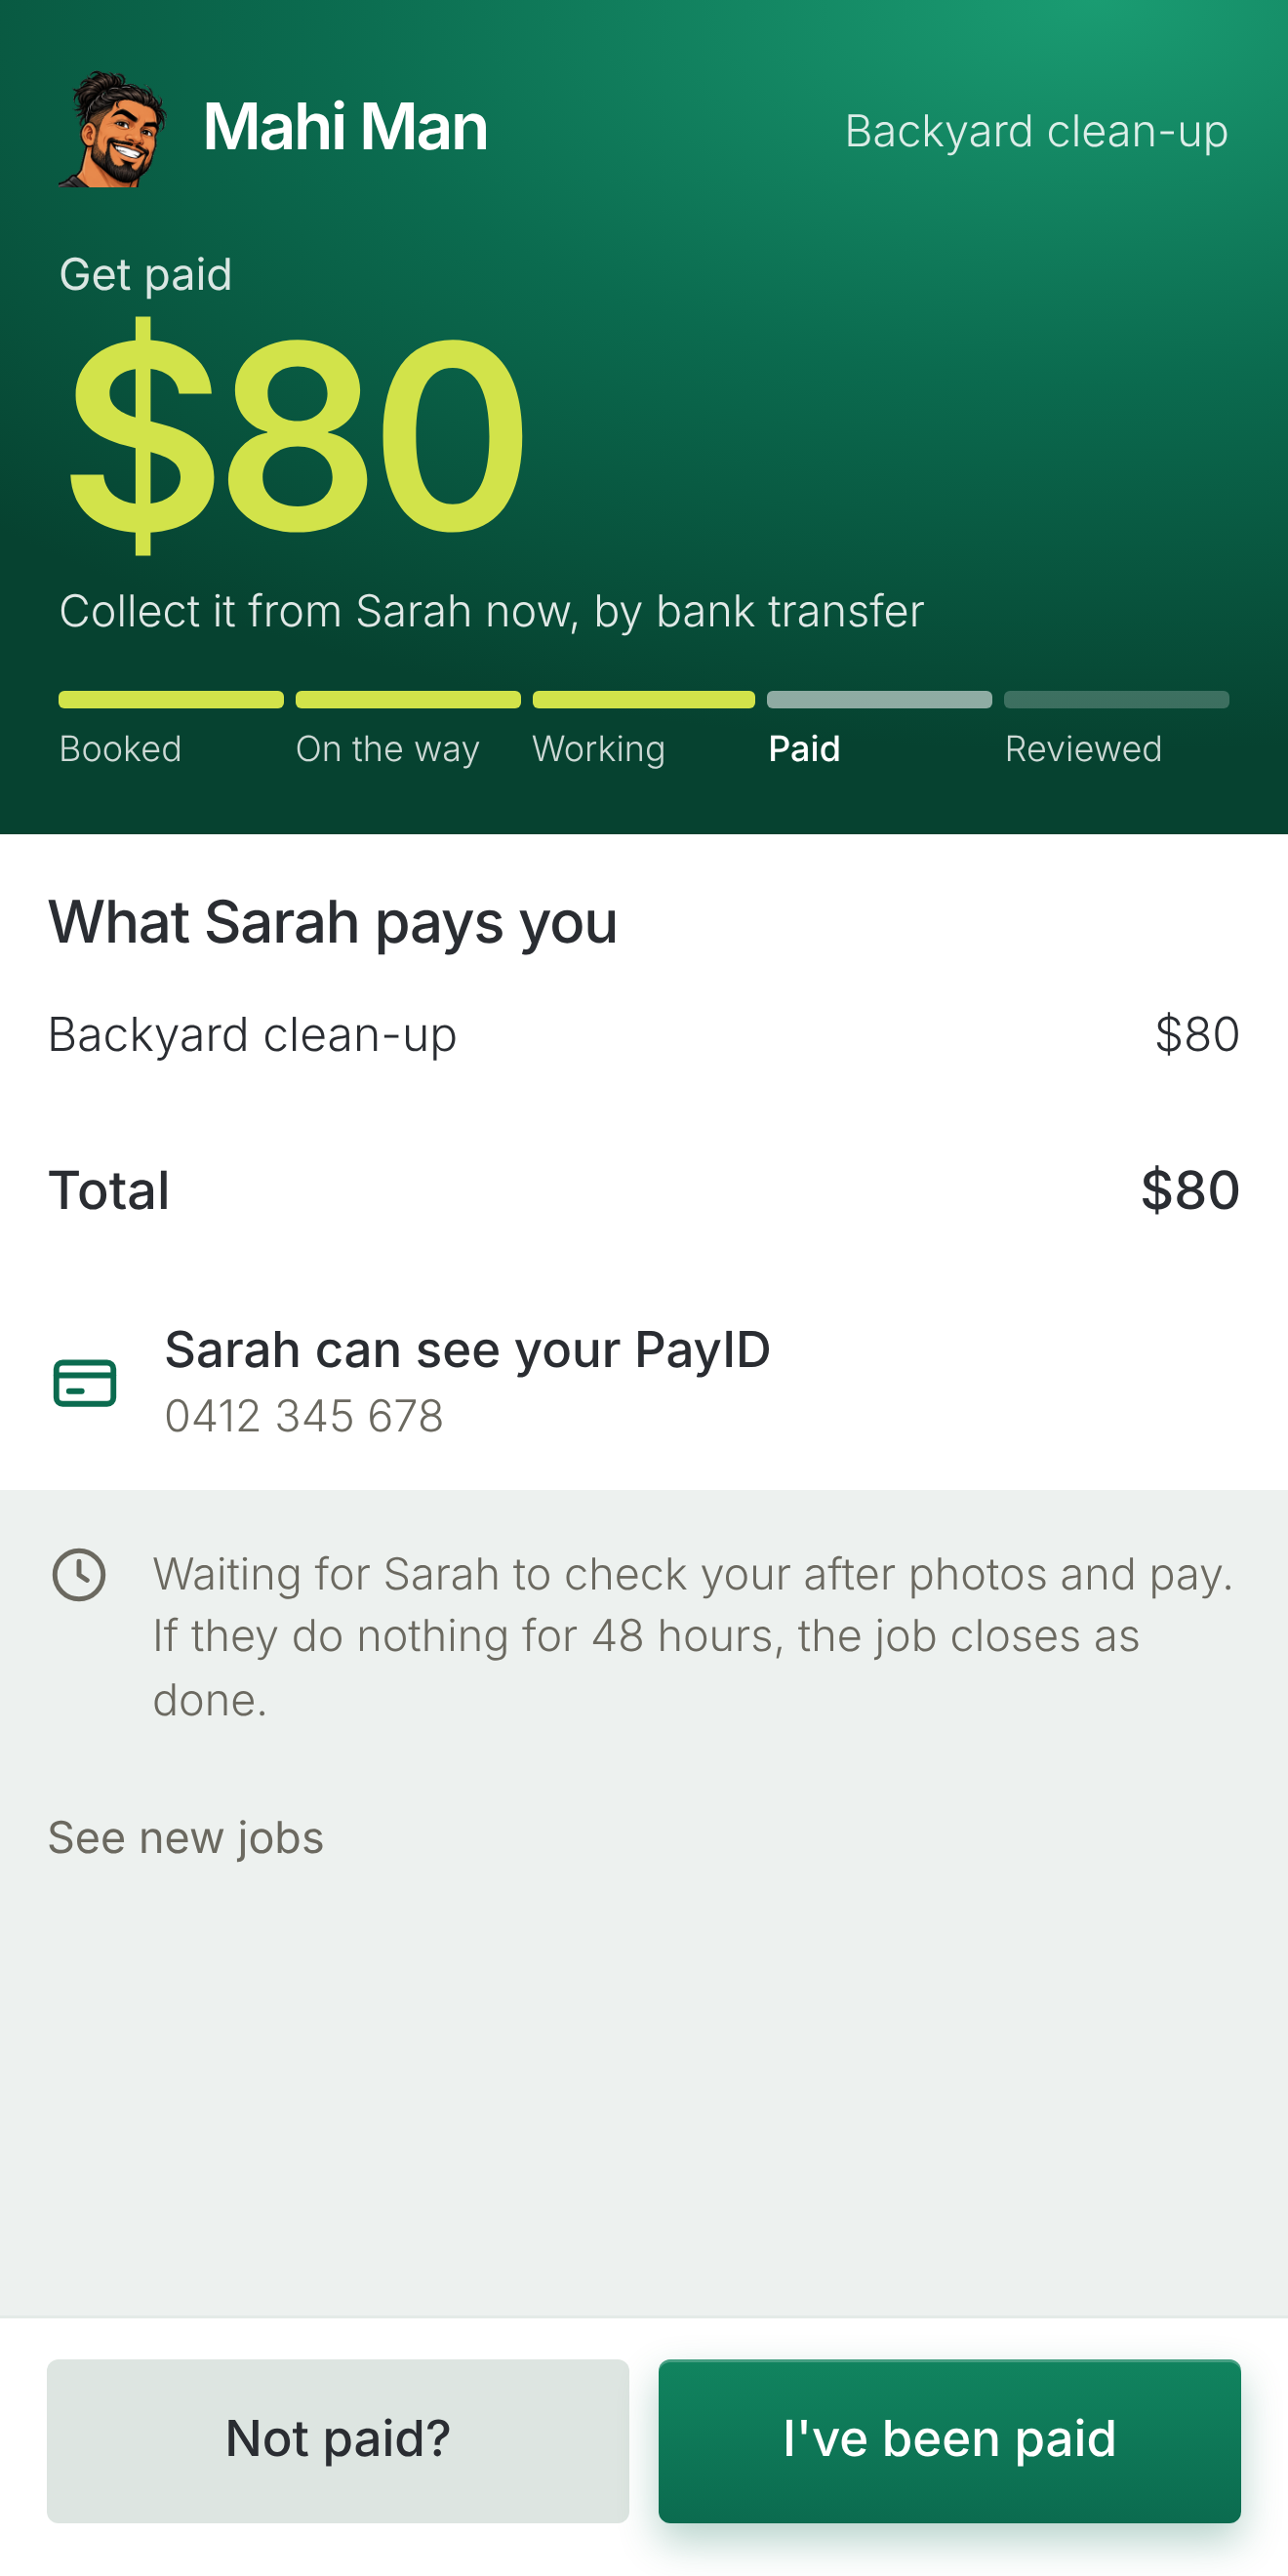 Mahi Man
Backyard clean-up
Get paid
$80
Collect it from Sarah now, by bank transfer
Booked
On the way
Working
Paid
Reviewed
What Sarah pays you
Backyard clean-up
$80
Total
$80
Sarah can see your PayID
0412 345 678
Waiting for Sarah to check your after photos and pay.
If they do nothing for 48 hours, the job closes as
done.
See new jobs
Not paid?
I've been paid